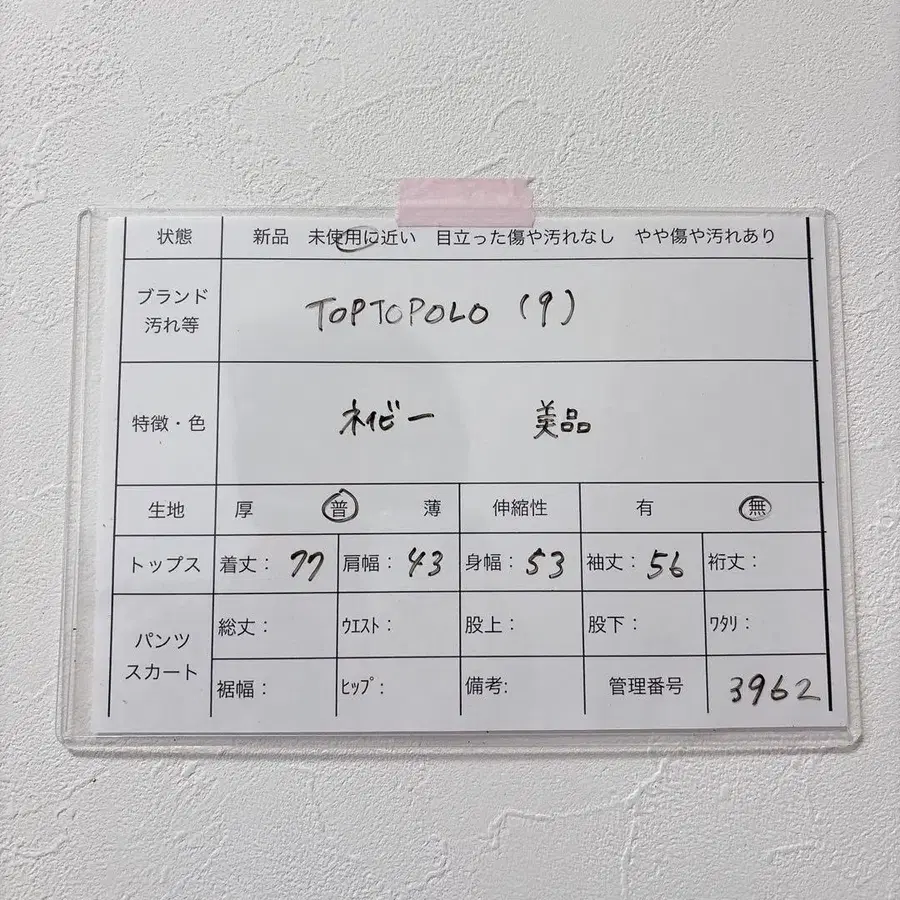 状態 新品 未使用に近い 目立った傷や汚れなし やや傷や汚れあり
ブランド
汚れ等
TOPTOPOLO (9)
特徴・色 ネイビー 美品
生地 厚 普 薄 伸縮性 有 無
トップス 着丈: 77 肩幅: 43 身幅: 53 袖丈: 56 裄丈:
パンツ
スカート
総丈: ウエスト: 股上: 股下: ワタリ:
裾幅: ヒップ: 備考: 管理番号 3962